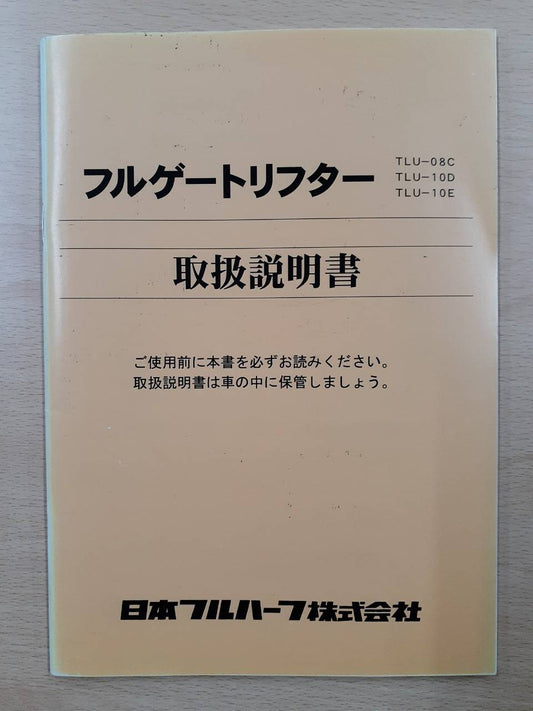 フルゲートリフター
TLU-08C
TLU-10D
TLU-10E
取扱説明書
ご使用前に本書を必ずお読みください。
取扱説明書は車の中に保管しましょう。
日本フルハーフ株式会社